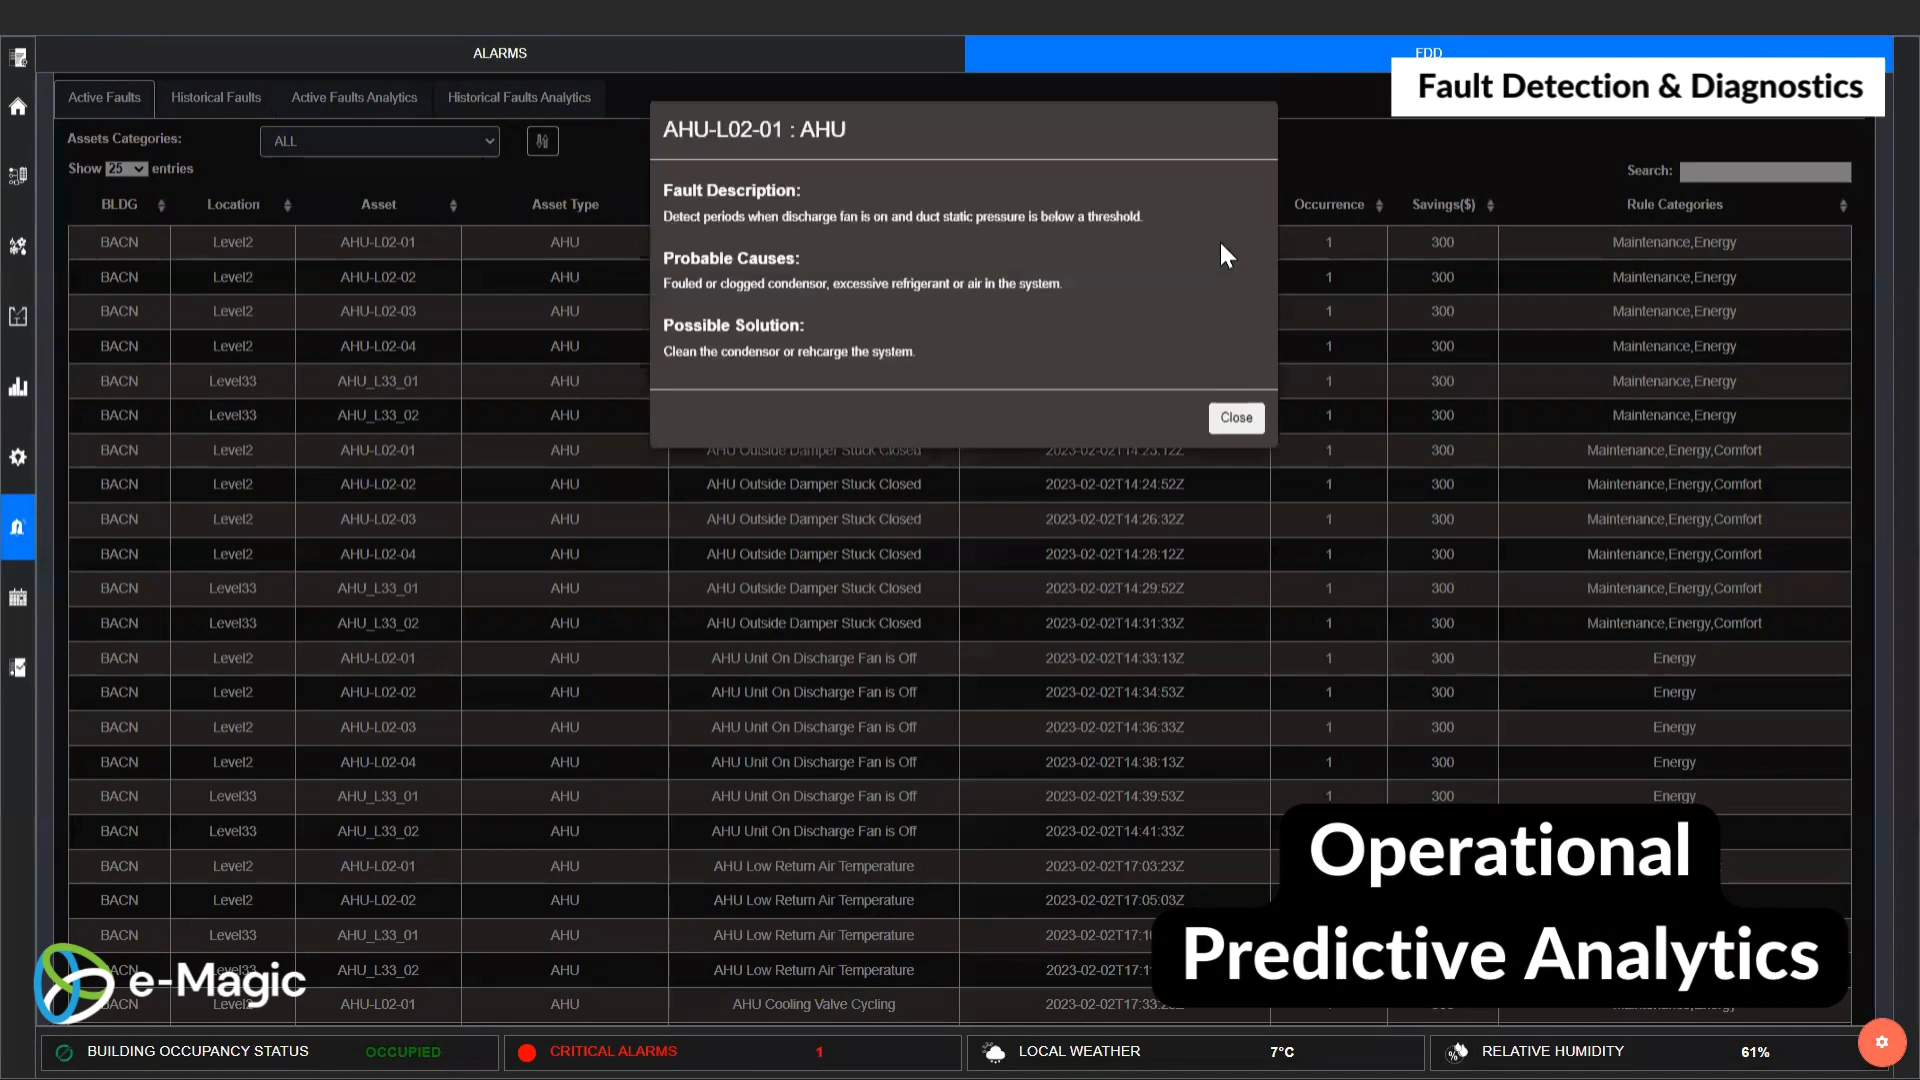 ALARMS
FDD
Fault Detection & Diagnostics
Active Faults Historical Faults Active Faults Analytics Historical Faults Analytics
Assets Categories: ALL
Show 25 entries
Search:
BLDG Location Asset Asset Type Occurrence Savings($) Rule Categories
AHU-L02-01 : AHU
Fault Description:
Detect periods when discharge fan is on and duct static pressure is below a threshold.
Probable Causes:
Fouled or clogged condensor, excessive refrigerant or air in the system.
Possible Solution:
Clean the condensor or rehcarge the system.
Close
BACN Level2 AHU-L02-01 AHU 1 300 Maintenance,Energy
BACN Level2 AHU-L02-02 AHU 1 300 Maintenance,Energy
BACN Level2 AHU-L02-03 AHU 1 300 Maintenance,Energy
BACN Level2 AHU-L02-04 AHU 1 300 Maintenance,Energy
BACN Level33 AHU_L33_01 AHU 1 300 Maintenance,Energy
BACN Level33 AHU_L33_02 AHU 1 300 Maintenance,Energy
BACN Level2 AHU-L02-01 AHU AHU Outside Damper Stuck Closed 2023-02-02T14:23:12Z 1 300 Maintenance,Energy,Comfort
BACN Level2 AHU-L02-02 AHU AHU Outside Damper Stuck Closed 2023-02-02T14:24:52Z 1 300 Maintenance,Energy,Comfort
BACN Level2 AHU-L02-03 AHU AHU Outside Damper Stuck Closed 2023-02-02T14:26:32Z 1 300 Maintenance,Energy,Comfort
BACN Level2 AHU-L02-04 AHU AHU Outside Damper Stuck Closed 2023-02-02T14:28:12Z 1 300 Maintenance,Energy,Comfort
BACN Level33 AHU_L33_01 AHU AHU Outside Damper Stuck Closed 2023-02-02T14:29:52Z 1 300 Maintenance,Energy,Comfort
BACN Level33 AHU_L33_02 AHU AHU Outside Damper Stuck Closed 2023-02-02T14:31:33Z 1 300 Maintenance,Energy,Comfort
BACN Level2 AHU-L02-01 AHU AHU Unit On Discharge Fan is Off 2023-02-02T14:33:13Z 1 300 Energy
BACN Level2 AHU-L02-02 AHU AHU Unit On Discharge Fan is Off 2023-02-02T14:34:53Z 1 300 Energy
BACN Level2 AHU-L02-03 AHU AHU Unit On Discharge Fan is Off 2023-02-02T14:36:33Z 1 300 Energy
BACN Level2 AHU-L02-04 AHU AHU Unit On Discharge Fan is Off 2023-02-02T14:38:13Z 1 300 Energy
BACN Level33 AHU_L33_01 AHU AHU Unit On Discharge Fan is Off 2023-02-02T14:39:53Z 1 300 Energy
BACN Level33 AHU_L33_02 AHU AHU Unit On Discharge Fan is Off 2023-02-02T14:41:33Z
BACN Level2 AHU-L02-01 AHU AHU Low Return Air Temperature 2023-02-02T17:03:23Z
BACN Level2 AHU-L02-02 AHU AHU Low Return Air Temperature 2023-02-02T17:05:03Z
BACN Level33 AHU_L33_01 AHU AHU Low Return Air Temperature
BACN Level33 AHU_L33_02 AHU AHU Low Return Air Temperature
BACN Level2 AHU-L02-01 AHU AHU Cooling Valve Cycling
Operational
Predictive Analytics
e-Magic
BUILDING OCCUPANCY STATUS OCCUPIED CRITICAL ALARMS 1 LOCAL WEATHER 7°C RELATIVE HUMIDITY 61%